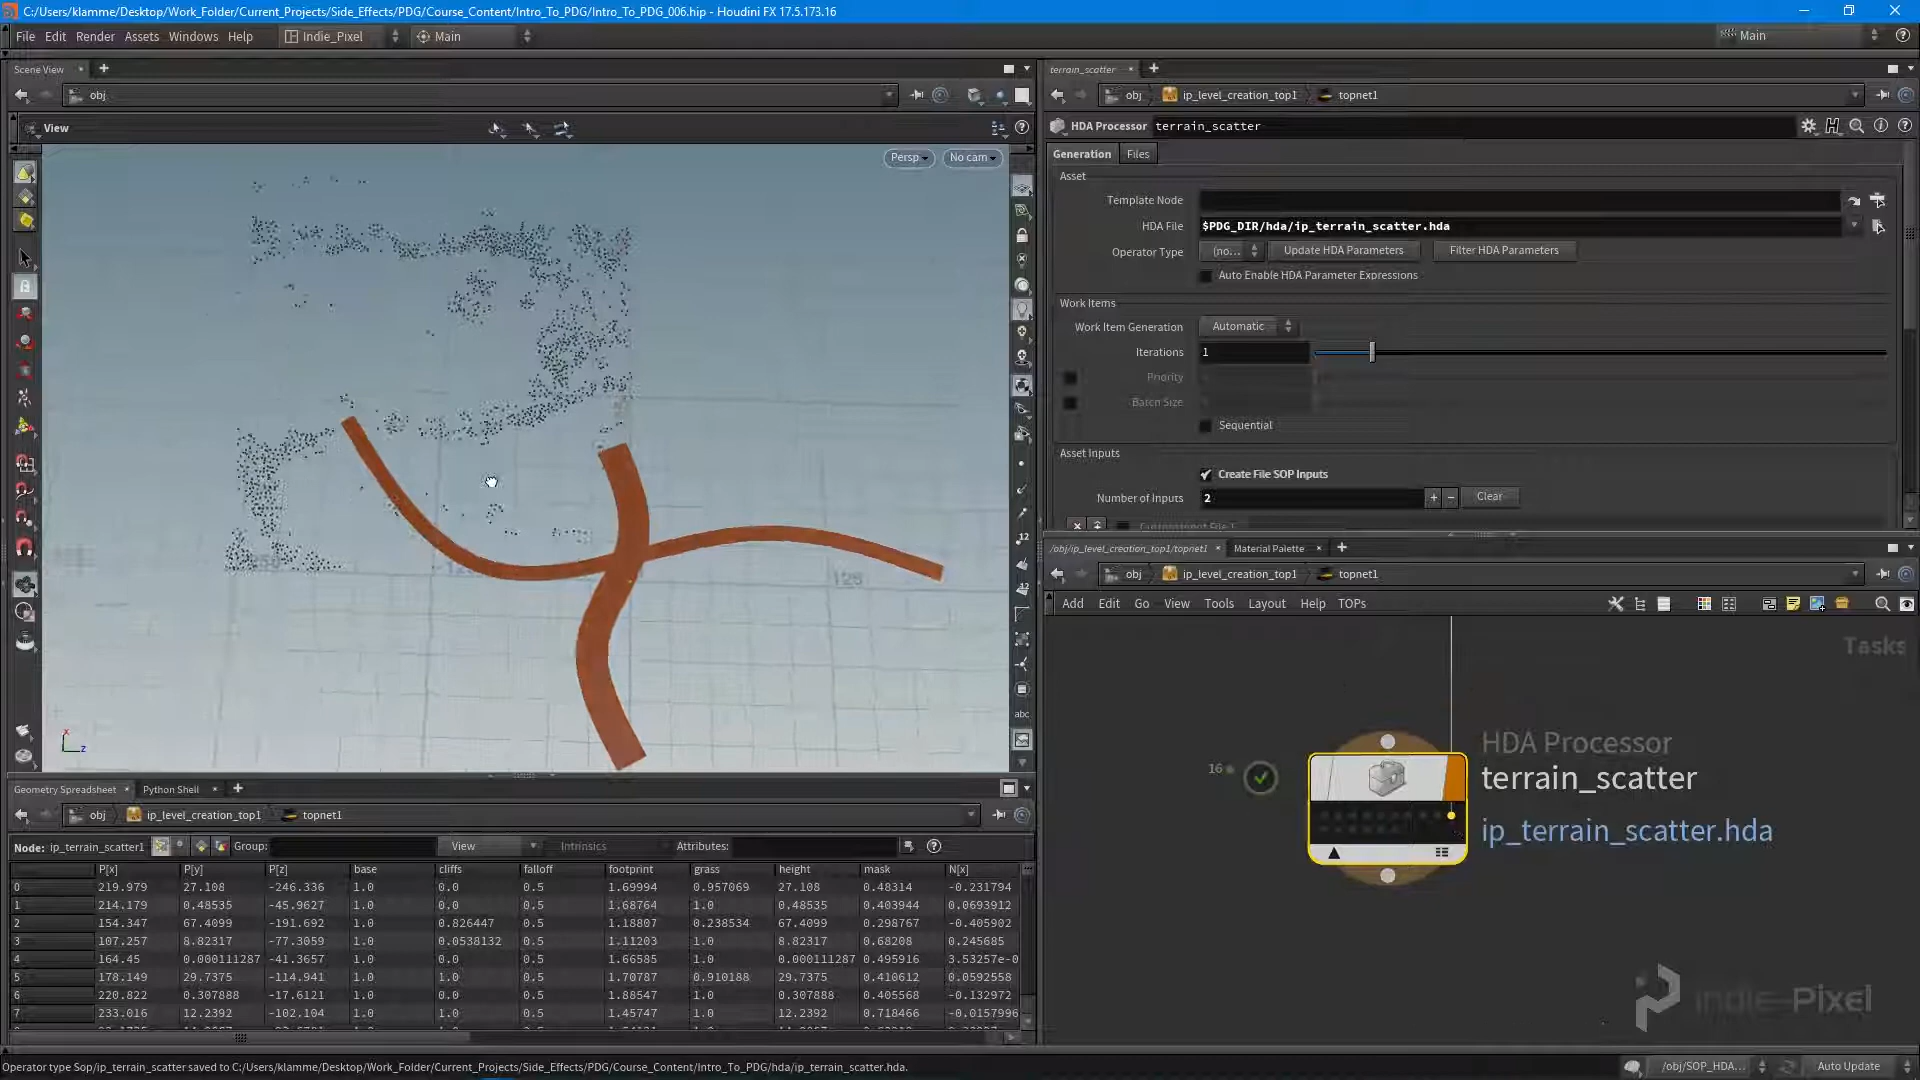 C:/Users/klamme/Desktop/Work_Folder/Current_Projects/Side_Effects/PDG/Course_Content/Intro_To_PDG/Intro_To_PDG_006.hip - Houdini FX 17.5.173.16
File Edit Render Assets Windows Help Indie_Pixel Main Main
Scene View
obj
View
Persp No cam
125
abc
terrain_scatter
obj ip_level_creation_top1 topnet1
HDA Processor terrain_scatter
Generation Files
Asset
Template Node
HDA File $PDG_DIR/hda/ip_terrain_scatter.hda
Operator Type (no... Update HDA Parameters Filter HDA Parameters
Auto Enable HDA Parameter Expressions
Work Items
Work Item Generation Automatic
Iterations 1
Priority
Batch Size
Sequential
Asset Inputs
Create File SOP Inputs
Number of Inputs 2 + − Clear
/obj/ip_level_creation_top1/topnet1 Material Palette
obj ip_level_creation_top1 topnet1
Add Edit Go View Tools Layout Help TOPs
Tasks
16
HDA Processor
terrain_scatter
ip_terrain_scatter.hda
Indie-Pixel
Geometry Spreadsheet Python Shell
obj ip_level_creation_top1 topnet1
Node: ip_terrain_scatter1 Group: View Intrinsics Attributes:
P[x] P[y] P[z] base cliffs falloff footprint grass height mask N[x]
0 219.979 27.108 -246.336 1.0 0.0 0.5 1.69994 0.957069 27.108 0.48314 -0.231794
1 214.179 0.48535 -45.9627 1.0 0.0 0.5 1.68764 1.0 0.48535 0.403944 0.0693912
2 154.347 67.4099 -191.692 1.0 0.826447 0.5 1.18807 0.238534 67.4099 0.298767 -0.405902
3 107.257 8.82317 -77.3059 1.0 0.0538132 0.5 1.11203 1.0 8.82317 0.68208 0.245685
4 164.45 0.000111287 -41.3657 1.0 0.0 0.5 1.66585 1.0 0.000111287 0.495916 3.53257e-0
5 178.149 29.7375 -114.941 1.0 1.0 0.5 1.70787 0.910188 29.7375 0.410612 0.0592558
6 220.822 0.307888 -17.6121 1.0 0.0 0.5 1.88547 1.0 0.307888 0.405568 -0.132972
7 233.016 12.2392 -102.104 1.0 0.0 0.5 1.45747 1.0 12.2392 0.718466 -0.0157996
Operator type Sop/ip_terrain_scatter saved to C:/Users/klamme/Desktop/Work_Folder/Current_Projects/Side_Effects/PDG/Course_Content/Intro_To_PDG/hda/ip_terrain_scatter.hda.
/obj/SOP_HDA... Auto Update